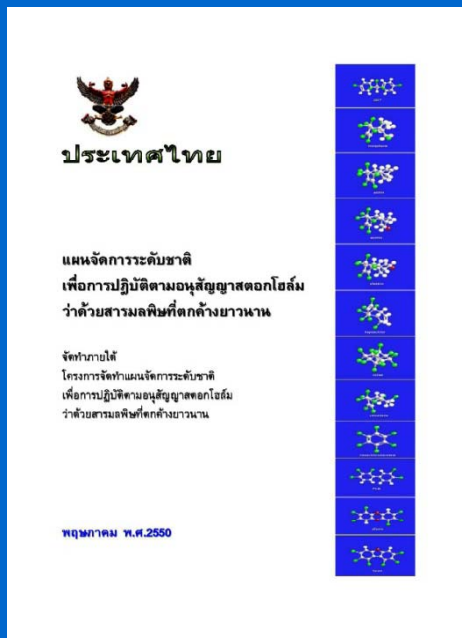 ประเทศไทย
แผนจัดการระดับชาติ
เพื่อการปฏิบัติตามอนุสัญญาสตอกโฮล์ม
ว่าด้วยสารมลพิษที่ตกค้างยาวนาน
จัดทำภายใต้
โครงการจัดทำแผนจัดการระดับชาติ
เพื่อการปฏิบัติตามอนุสัญญาสตอกโฮล์ม
ว่าด้วยสารมลพิษที่ตกค้างยาวนาน
พฤษภาคม พ.ศ.2550